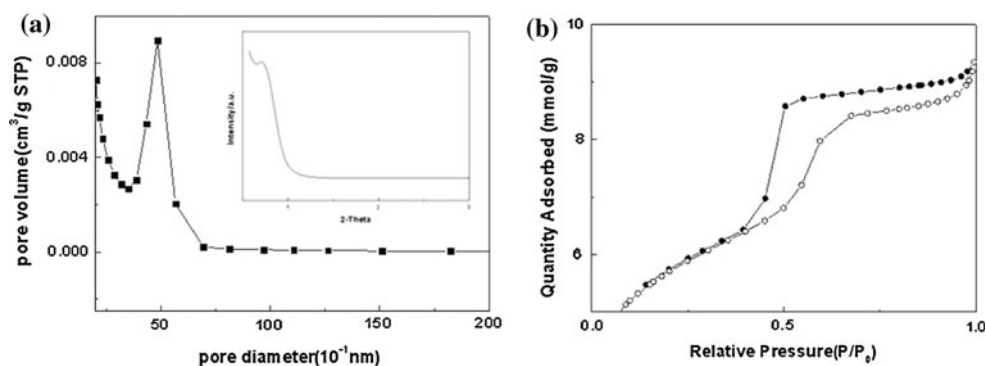 (a)
pore volume(cm³/g STP)
0.008
0.004
0.000
50
100
150
200
pore diameter(10⁻¹nm)
Intensity/a.u.
1
2
3
2-Theta
(b)
Quantity Adsorbed (mmol/g)
10
8
6
0.0
0.5
1.0
Relative Pressure(P/P₀)